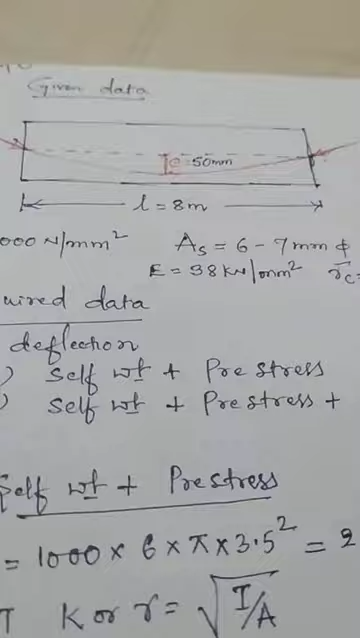 Given data
e=50mm
l = 8m
000 N/mm² As = 6 - 7mm ϕ
E = 38 kN/mm² rc=
uired data
deflection
) Self wt + Prestress
) Self wt + Prestress +
Self wt + Prestress
= 1000 × 6 × π × 3.5² = 2
K or r = √I/A